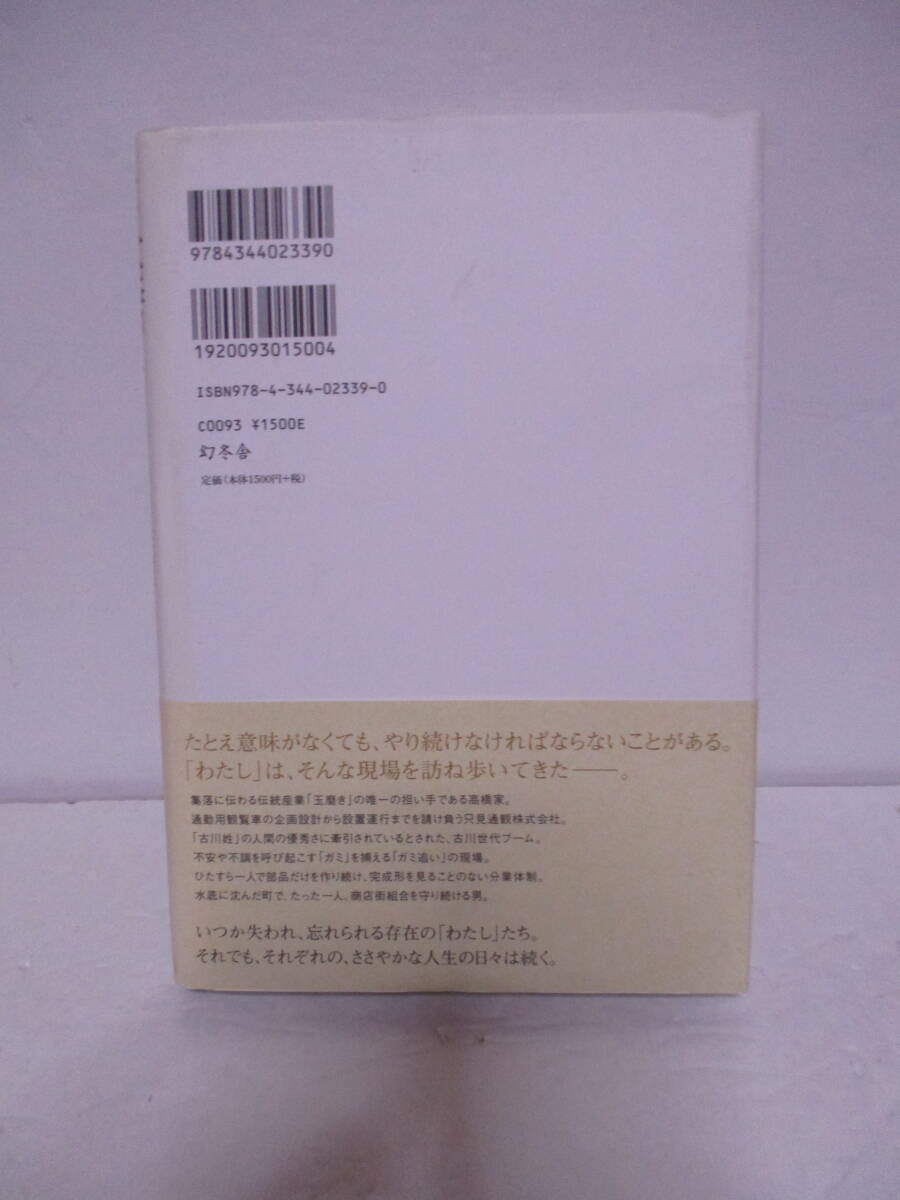 9784344023390
1920093015004
ISBN978-4-344-02339-0
C0093 ¥1500E
幻冬舎
定価(本体1500円+税)
たとえ意味がなくても、やり続けなければならないことがある。
「わたし」は、そんな現場を訪ね歩いてきた――。
集落に伝わる伝統産業「玉磨き」の唯一の担い手である高橋家。
通勤用観覧車の企画設計から設置運行までを請け負う只見通観株式会社。
「古川姓」の人間の優秀さに牽引されているとされた、古川世代ブーム。
不安や不調を呼び起こす「ガミ」を捕える「ガミ追い」の現場。
ひたすら一人で部品だけを作り続け、完成形を見ることのない分業体制。
水底に沈んだ町で、たった一人、商店街組合を守り続ける男。
いつか失われ、忘れられる存在の「わたし」たち。
それでも、それぞれの、ささやかな人生の日々は続く。